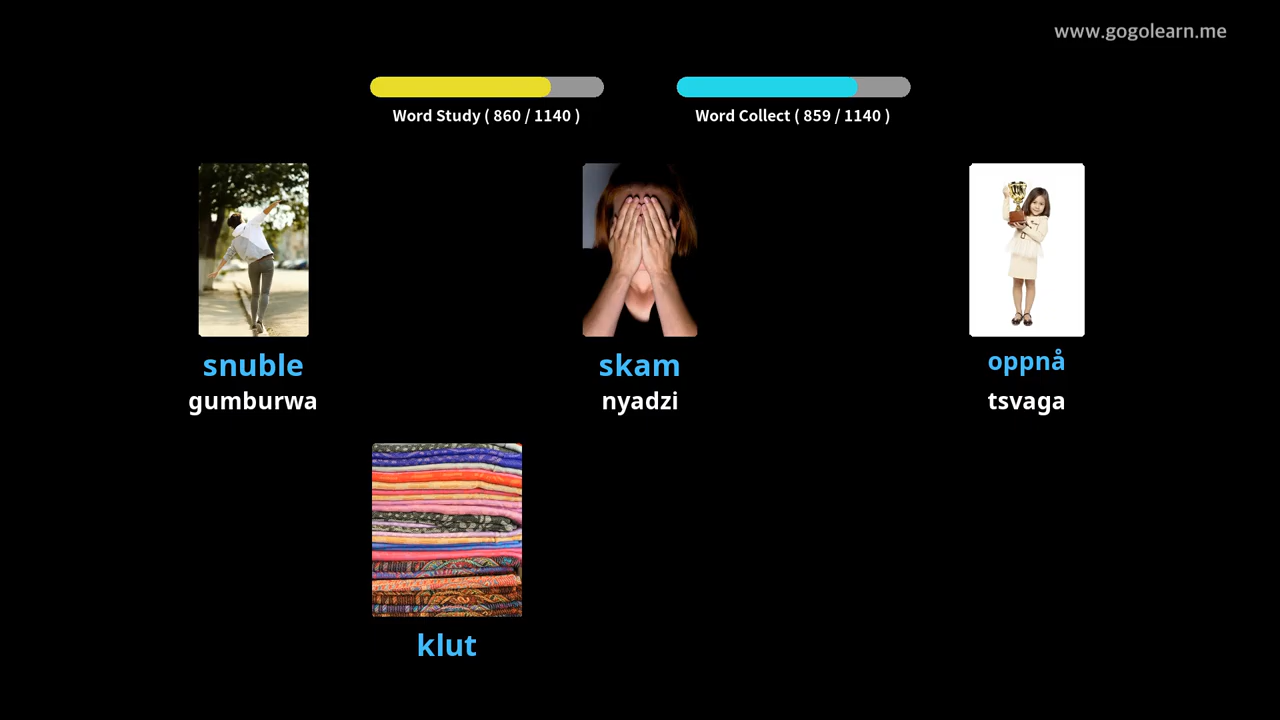 www.gogolearn.me
Word Study ( 860 / 1140 )
Word Collect ( 859 / 1140 )
snuble
gumburwa
skam
nyadzi
oppnå
tsvaga
klut